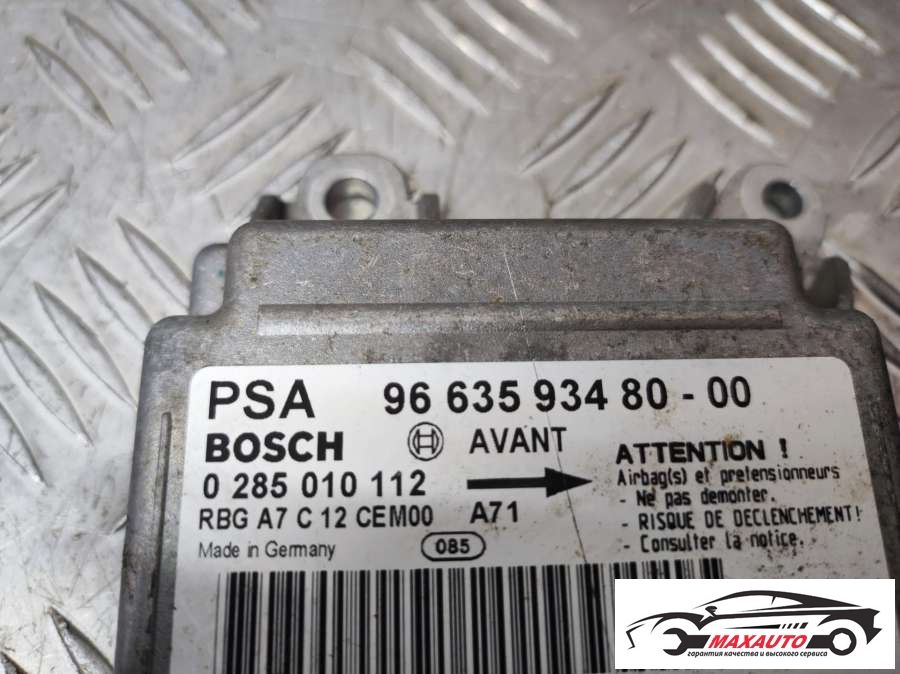 PSA 96 635 934 80 - 00
BOSCH AVANT
0 285 010 112
RBG A7 C 12 CEM00 A71
Made in Germany 085
ATTENTION !
Airbag(s) et pretensionneurs
- Ne pas demonter.
- RISQUE DE DECLENCHEMENT!
- Consulter la notice.
MAXAUTO
гарантия качества и высокого сервиса